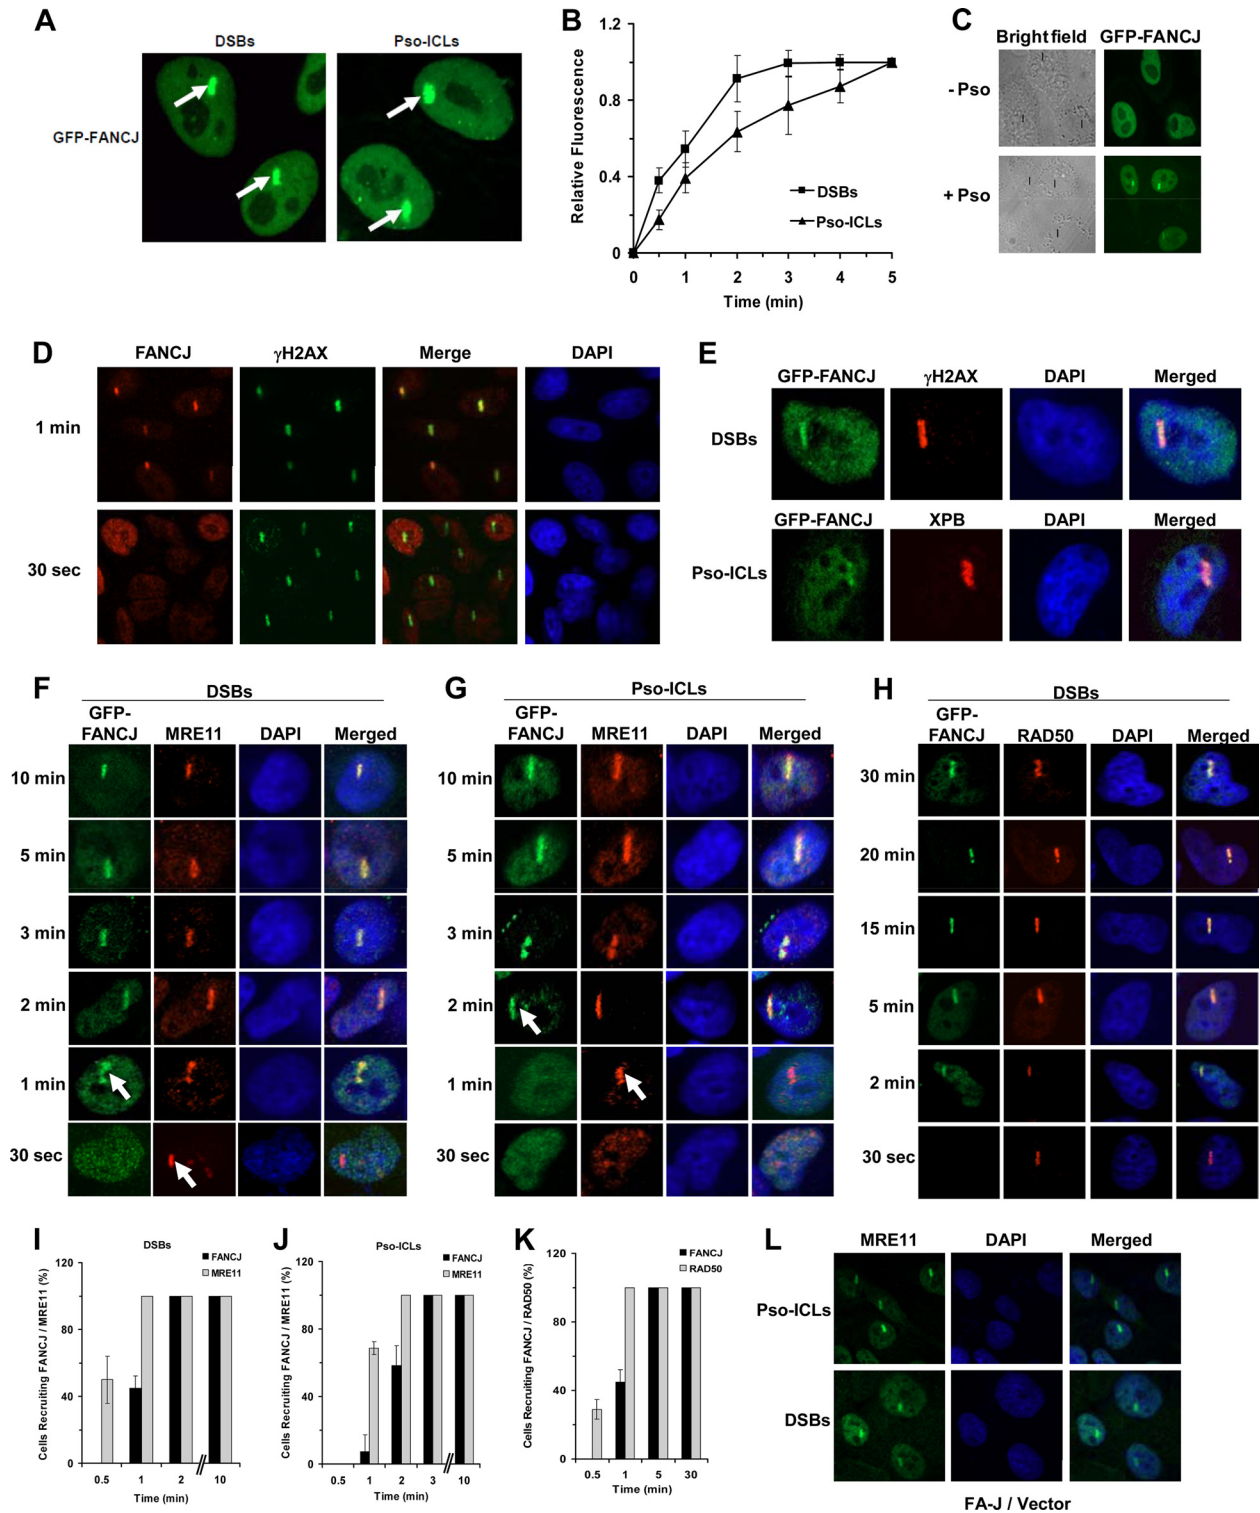 A
DSBs
Pso-ICLs
GFP-FANCJ
B
Relative Fluorescence
1.2
0.8
0.4
0
0 1 2 3 4 5
Time (min)
DSBs
Pso-ICLs
C
Bright field GFP-FANCJ
- Pso
+ Pso
D
FANCJ γH2AX Merge DAPI
1 min
30 sec
E
GFP-FANCJ γH2AX DAPI Merged
DSBs
GFP-FANCJ XPB DAPI Merged
Pso-ICLs
F
DSBs
GFP-
FANCJ MRE11 DAPI Merged
10 min
5 min
3 min
2 min
1 min
30 sec
G
Pso-ICLs
GFP-
FANCJ MRE11 DAPI Merged
10 min
5 min
3 min
2 min
1 min
30 sec
H
DSBs
GFP-
FANCJ RAD50 DAPI Merged
30 min
20 min
15 min
5 min
2 min
30 sec
I
DSBs
FANCJ
MRE11
Cells Recruiting FANCJ / MRE11 (%)
120
80
40
0
0.5 1 2 10
Time (min)
J
Pso-ICLs
FANCJ
MRE11
Cells Recruiting FANCJ / MRE11 (%)
120
80
40
0
0.5 1 2 3 10
Time (min)
K
FANCJ
RAD50
Cells Recruiting FANCJ / RAD50 (%)
120
80
40
0
0.5 1 5 30
Time (min)
L
MRE11 DAPI Merged
Pso-ICLs
DSBs
FA-J / Vector